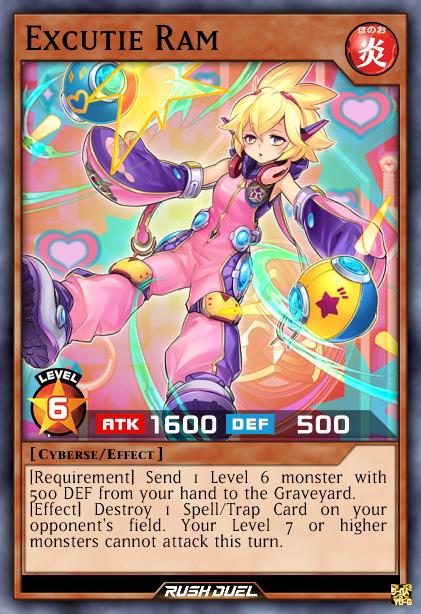 Excutie Ram
ほのお
炎
LEVEL
6
ATK 1600 DEF 500
[Cyberse/Effect]
[Requirement] Send 1 Level 6 monster with
500 DEF from your hand to the Graveyard.
[Effect] Destroy 1 Spell/Trap Card on your
opponent's field. Your Level 7 or higher
monsters cannot attack this turn.
RUSH DUEL